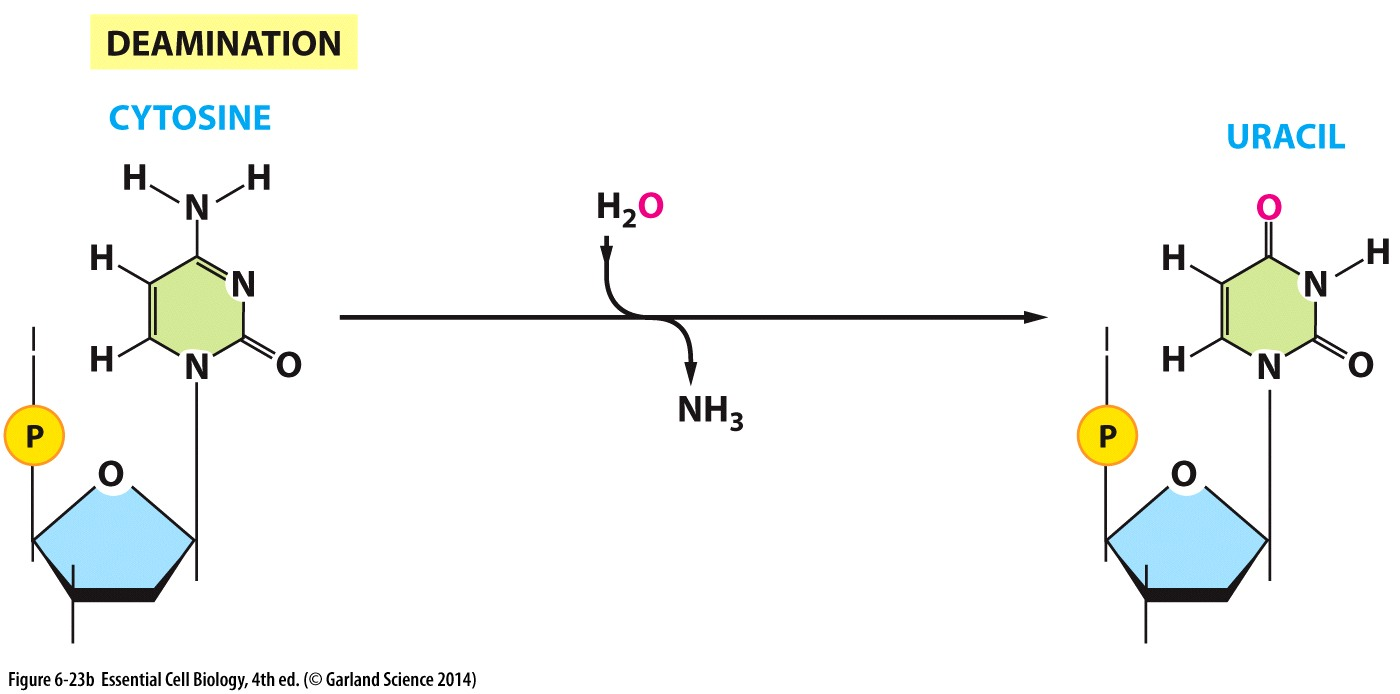 DEAMINATION
CYTOSINE
URACIL
H H
N
H
N
H
N
O
P
O
H₂O
NH₃
O
H
H
N
H
N
O
P
O
Figure 6-23b Essential Cell Biology, 4th ed. (© Garland Science 2014)